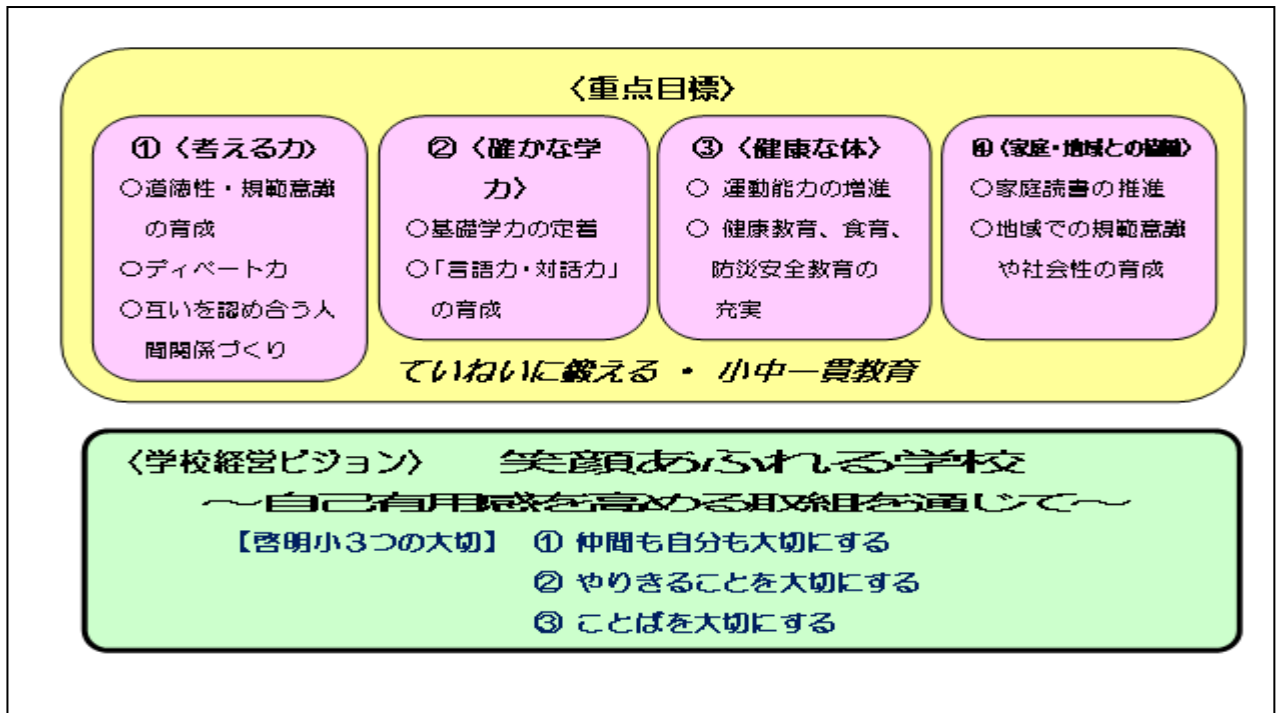 〈重点目標〉
① 〈考える力〉
○道徳性・規範意識
の育成
○ディベート力
○互いを認め合う人
間関係づくり
② 〈確かな学
力〉
○基礎学力の定着
○「言語力・対話力」
の育成
③ 〈健康な体〉
○ 運動能力の増進
○ 健康教育、食育、
防災安全教育の
充実
④〈家庭・地域との協働〉
○家庭読書の推進
○地域での規範意識
や社会性の育成
ていねいに鍛える ・ 小中一貫教育
〈学校経営ビジョン〉 笑顔あふれる学校
～自己有用感を高める取組を通じて～
【啓明小３つの大切】 ① 仲間も自分も大切にする
② やりきることを大切にする
③ ことばを大切にする